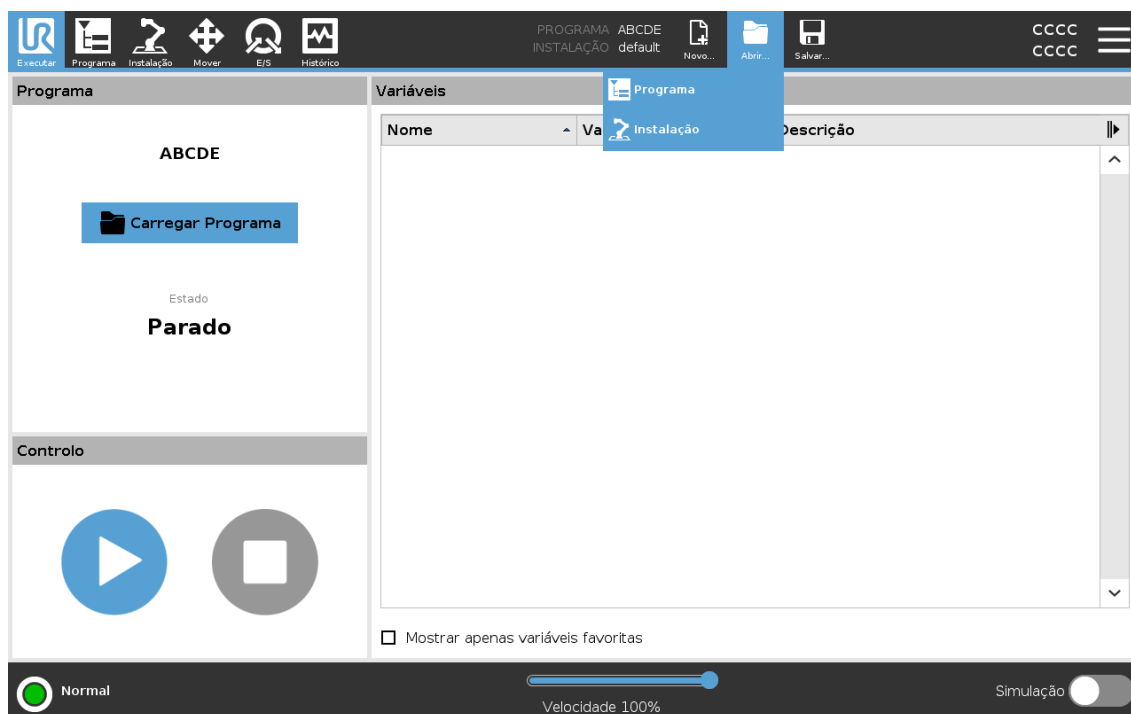 Executar Programa Instalação Mover E/S Histórico
PROGRAMA ABCDE
INSTALAÇÃO default
Novo... Abrir... Salvar...
CCCC
CCCC
Programa
Instalação
Programa
ABCDE
Carregar Programa
Estado
Parado
Controlo
Variáveis
Nome Va Descrição
Mostrar apenas variáveis favoritas
Normal
Velocidade 100%
Simulação